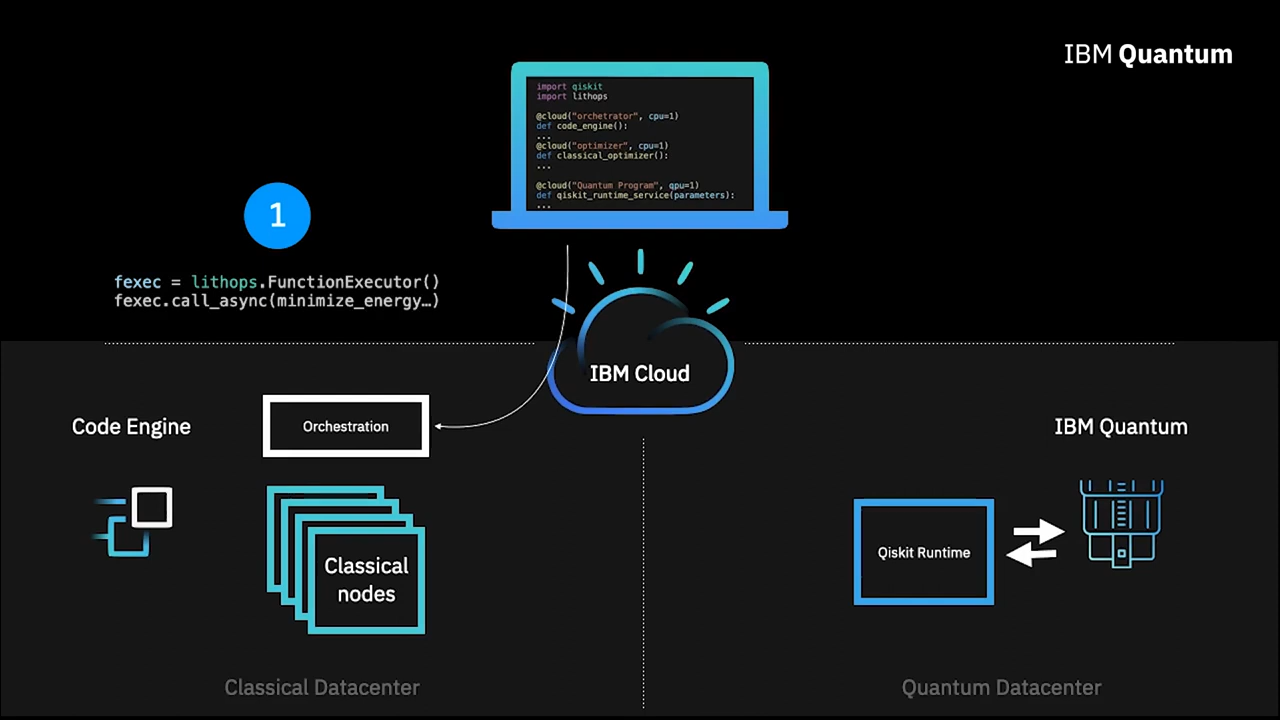 IBM Quantum
import qiskit
import lithops
@cloud("orchetrator", cpu=1)
def code_engine():
...
@cloud("optimizer", cpu=1)
def classical_optimizer():
...
@cloud("Quantum Program", qpu=1)
def qiskit_runtime_service(parameters):
...
1
fexec = lithops.FunctionExecutor()
fexec.call_async(minimize_energy…)
IBM Cloud
Code Engine
Orchestration
IBM Quantum
Classical
nodes
Qiskit Runtime
Classical Datacenter
Quantum Datacenter